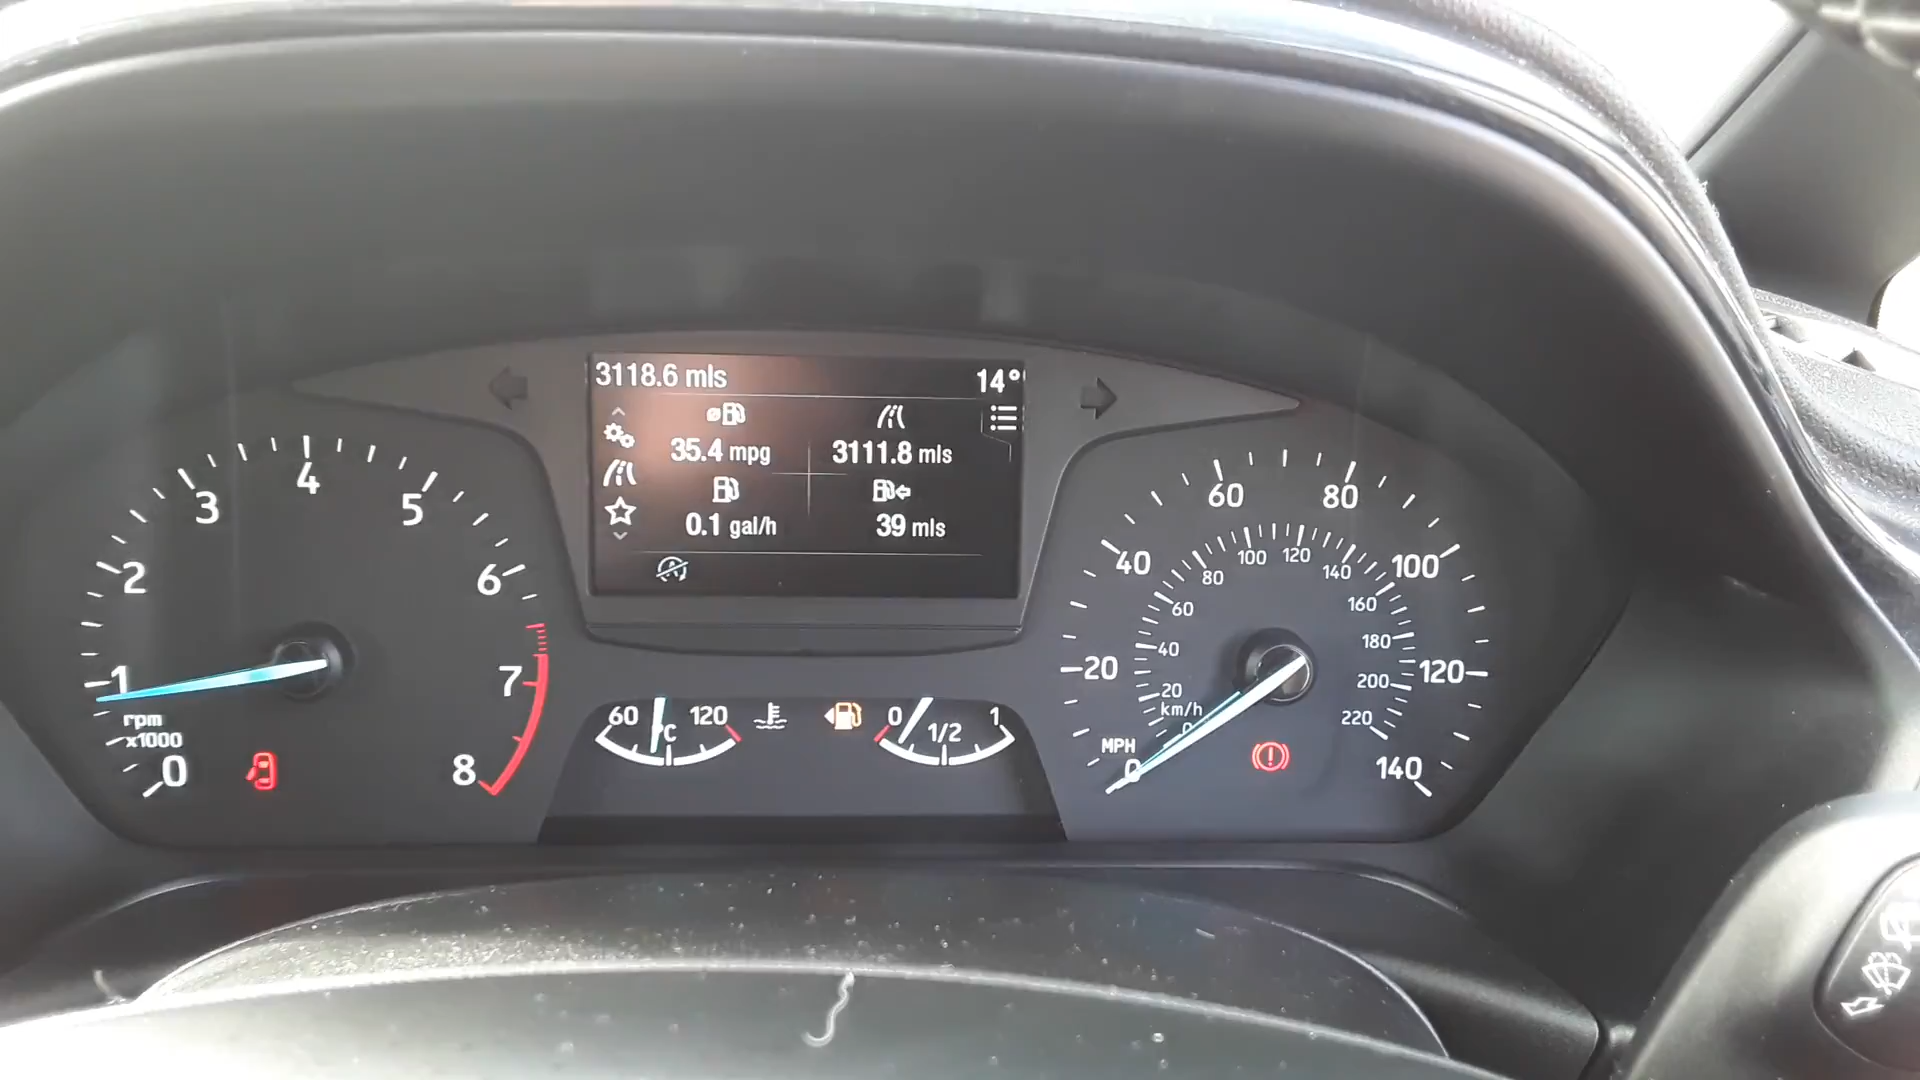 3118.6 mls 14°
35.4 mpg 3111.8 mls
0.1 gal/h 39 mls
0 1 2 3 4 5 6 7 8
rpm
x1000
60 120
°C
0 1/2 1
0 20 40 60 80 100 120 140
MPH
0 20 40 60 80 100 120 140 160 180 200 220
km/h